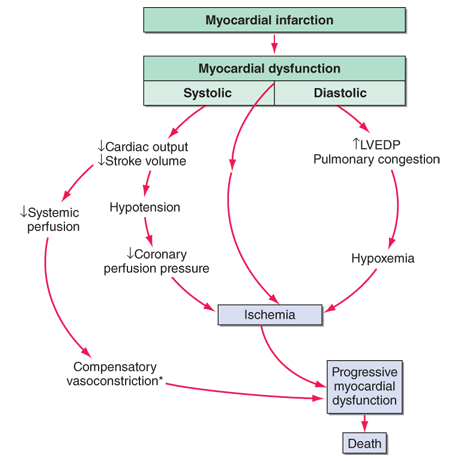 Myocardial infarction
Myocardial dysfunction
Systolic
Diastolic
↓Cardiac output
↓Stroke volume
↑LVEDP
Pulmonary congestion
↓Systemic
perfusion
Hypotension
↓Coronary
perfusion pressure
Hypoxemia
Ischemia
Compensatory
vasoconstriction*
Progressive
myocardial
dysfunction
Death